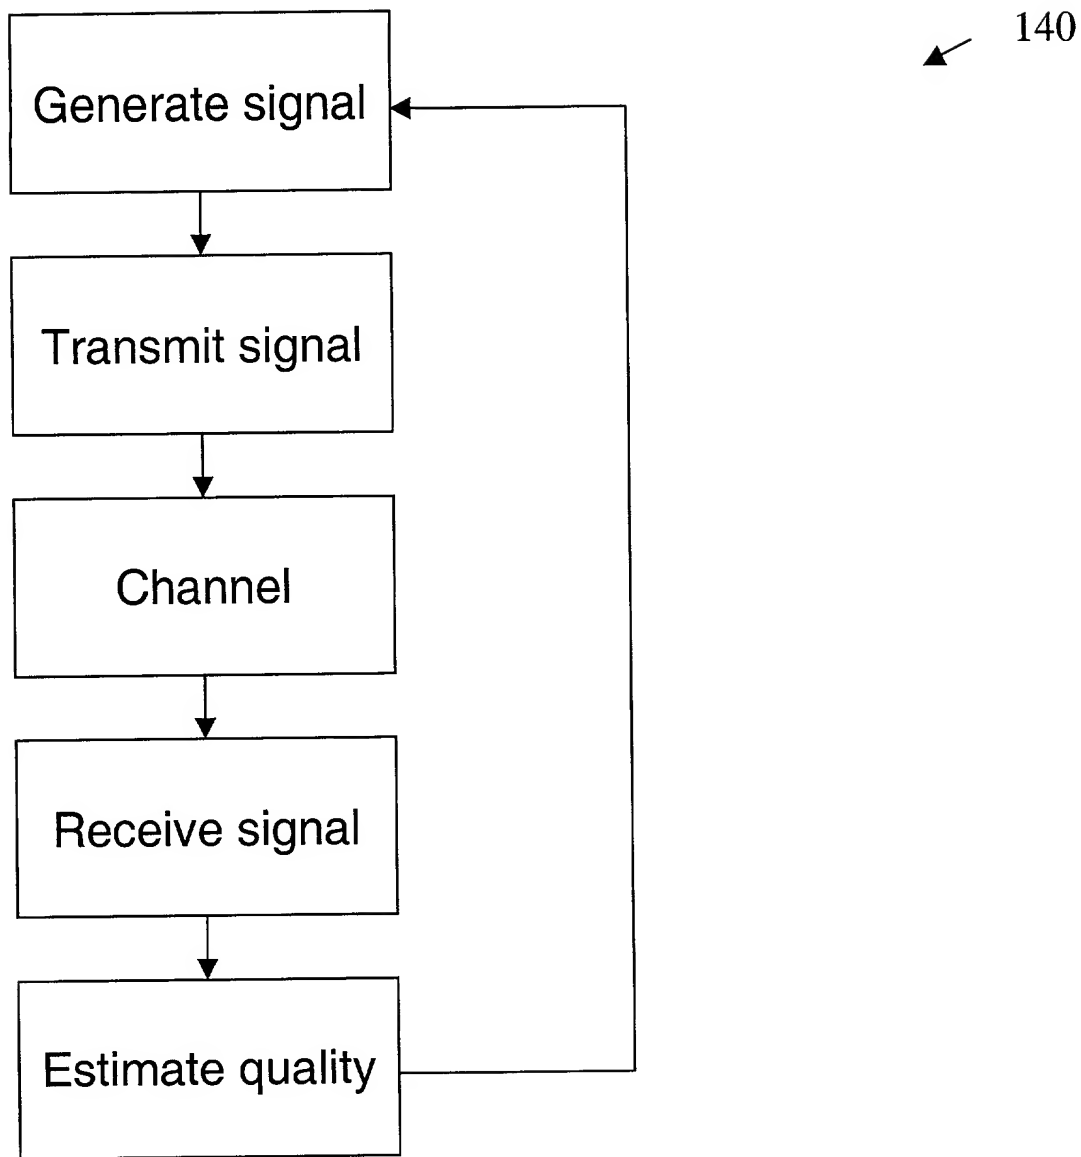 140
Generate signal
Transmit signal
Channel
Receive signal
Estimate quality